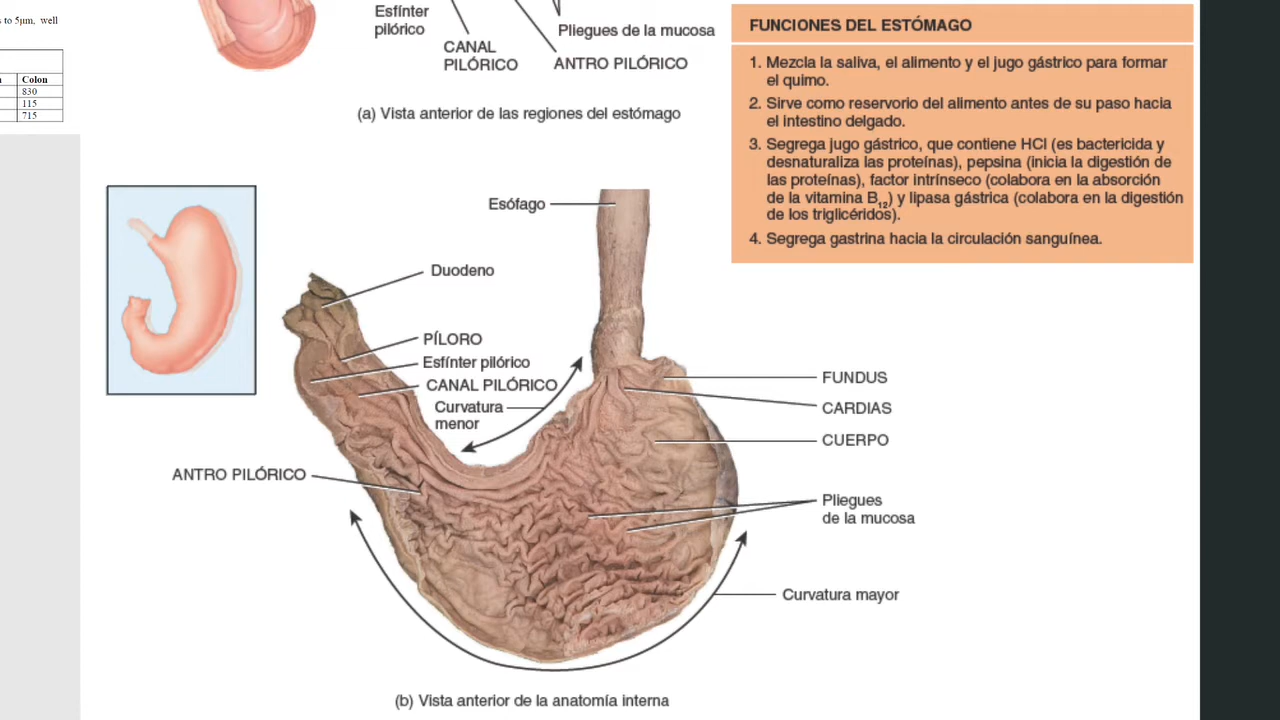 s to 5µm, well
Colon
830
115
715
Esfínter
pilórico
CANAL
PILÓRICO
Pliegues de la mucosa
ANTRO PILÓRICO
(a) Vista anterior de las regiones del estómago
FUNCIONES DEL ESTÓMAGO
1. Mezcla la saliva, el alimento y el jugo gástrico para formar
el quimo.
2. Sirve como reservorio del alimento antes de su paso hacia
el intestino delgado.
3. Segrega jugo gástrico, que contiene HCl (es bactericida y
desnaturaliza las proteínas), pepsina (inicia la digestión de
las proteínas), factor intrínseco (colabora en la absorción
de la vitamina B12) y lipasa gástrica (colabora en la digestión
de los triglicéridos).
4. Segrega gastrina hacia la circulación sanguínea.
Esófago
Duodeno
PÍLORO
Esfínter pilórico
CANAL PILÓRICO
Curvatura
menor
ANTRO PILÓRICO
FUNDUS
CARDIAS
CUERPO
Pliegues
de la mucosa
Curvatura mayor
(b) Vista anterior de la anatomía interna